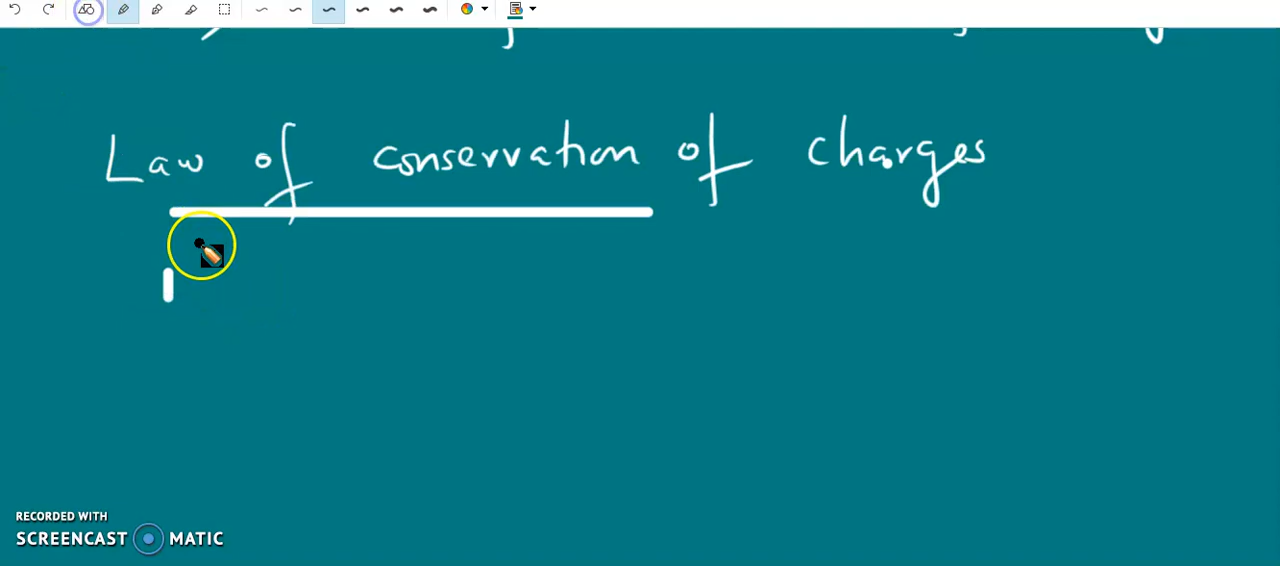 Law of conservation of charges
RECORDED WITH
SCREENCAST MATIC